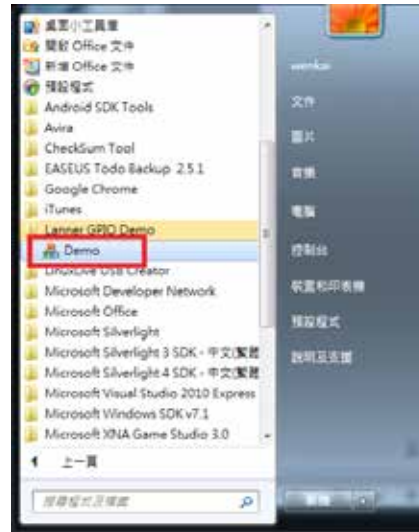 桌面小工具庫
開啟 Office 文件
新增 Office 文件
預設程式
Android SDK Tools
Avira
CheckSum Tool
EASEUS Todo Backup 2.5.1
Google Chrome
iTunes
Lanner GPIO Demo
Demo
LinuxLive USB Creator
Microsoft Developer Network
Microsoft Office
Microsoft Silverlight
Microsoft Silverlight 3 SDK - 中文(繁體
Microsoft Silverlight 4 SDK - 中文(繁體
Microsoft Visual Studio 2010 Express
Microsoft Windows SDK v7.1
Microsoft XNA Game Studio 3.0
上一頁
搜尋程式及檔案
文件
圖片
音樂
電腦
控制台
裝置和印表機
預設程式
說明及支援